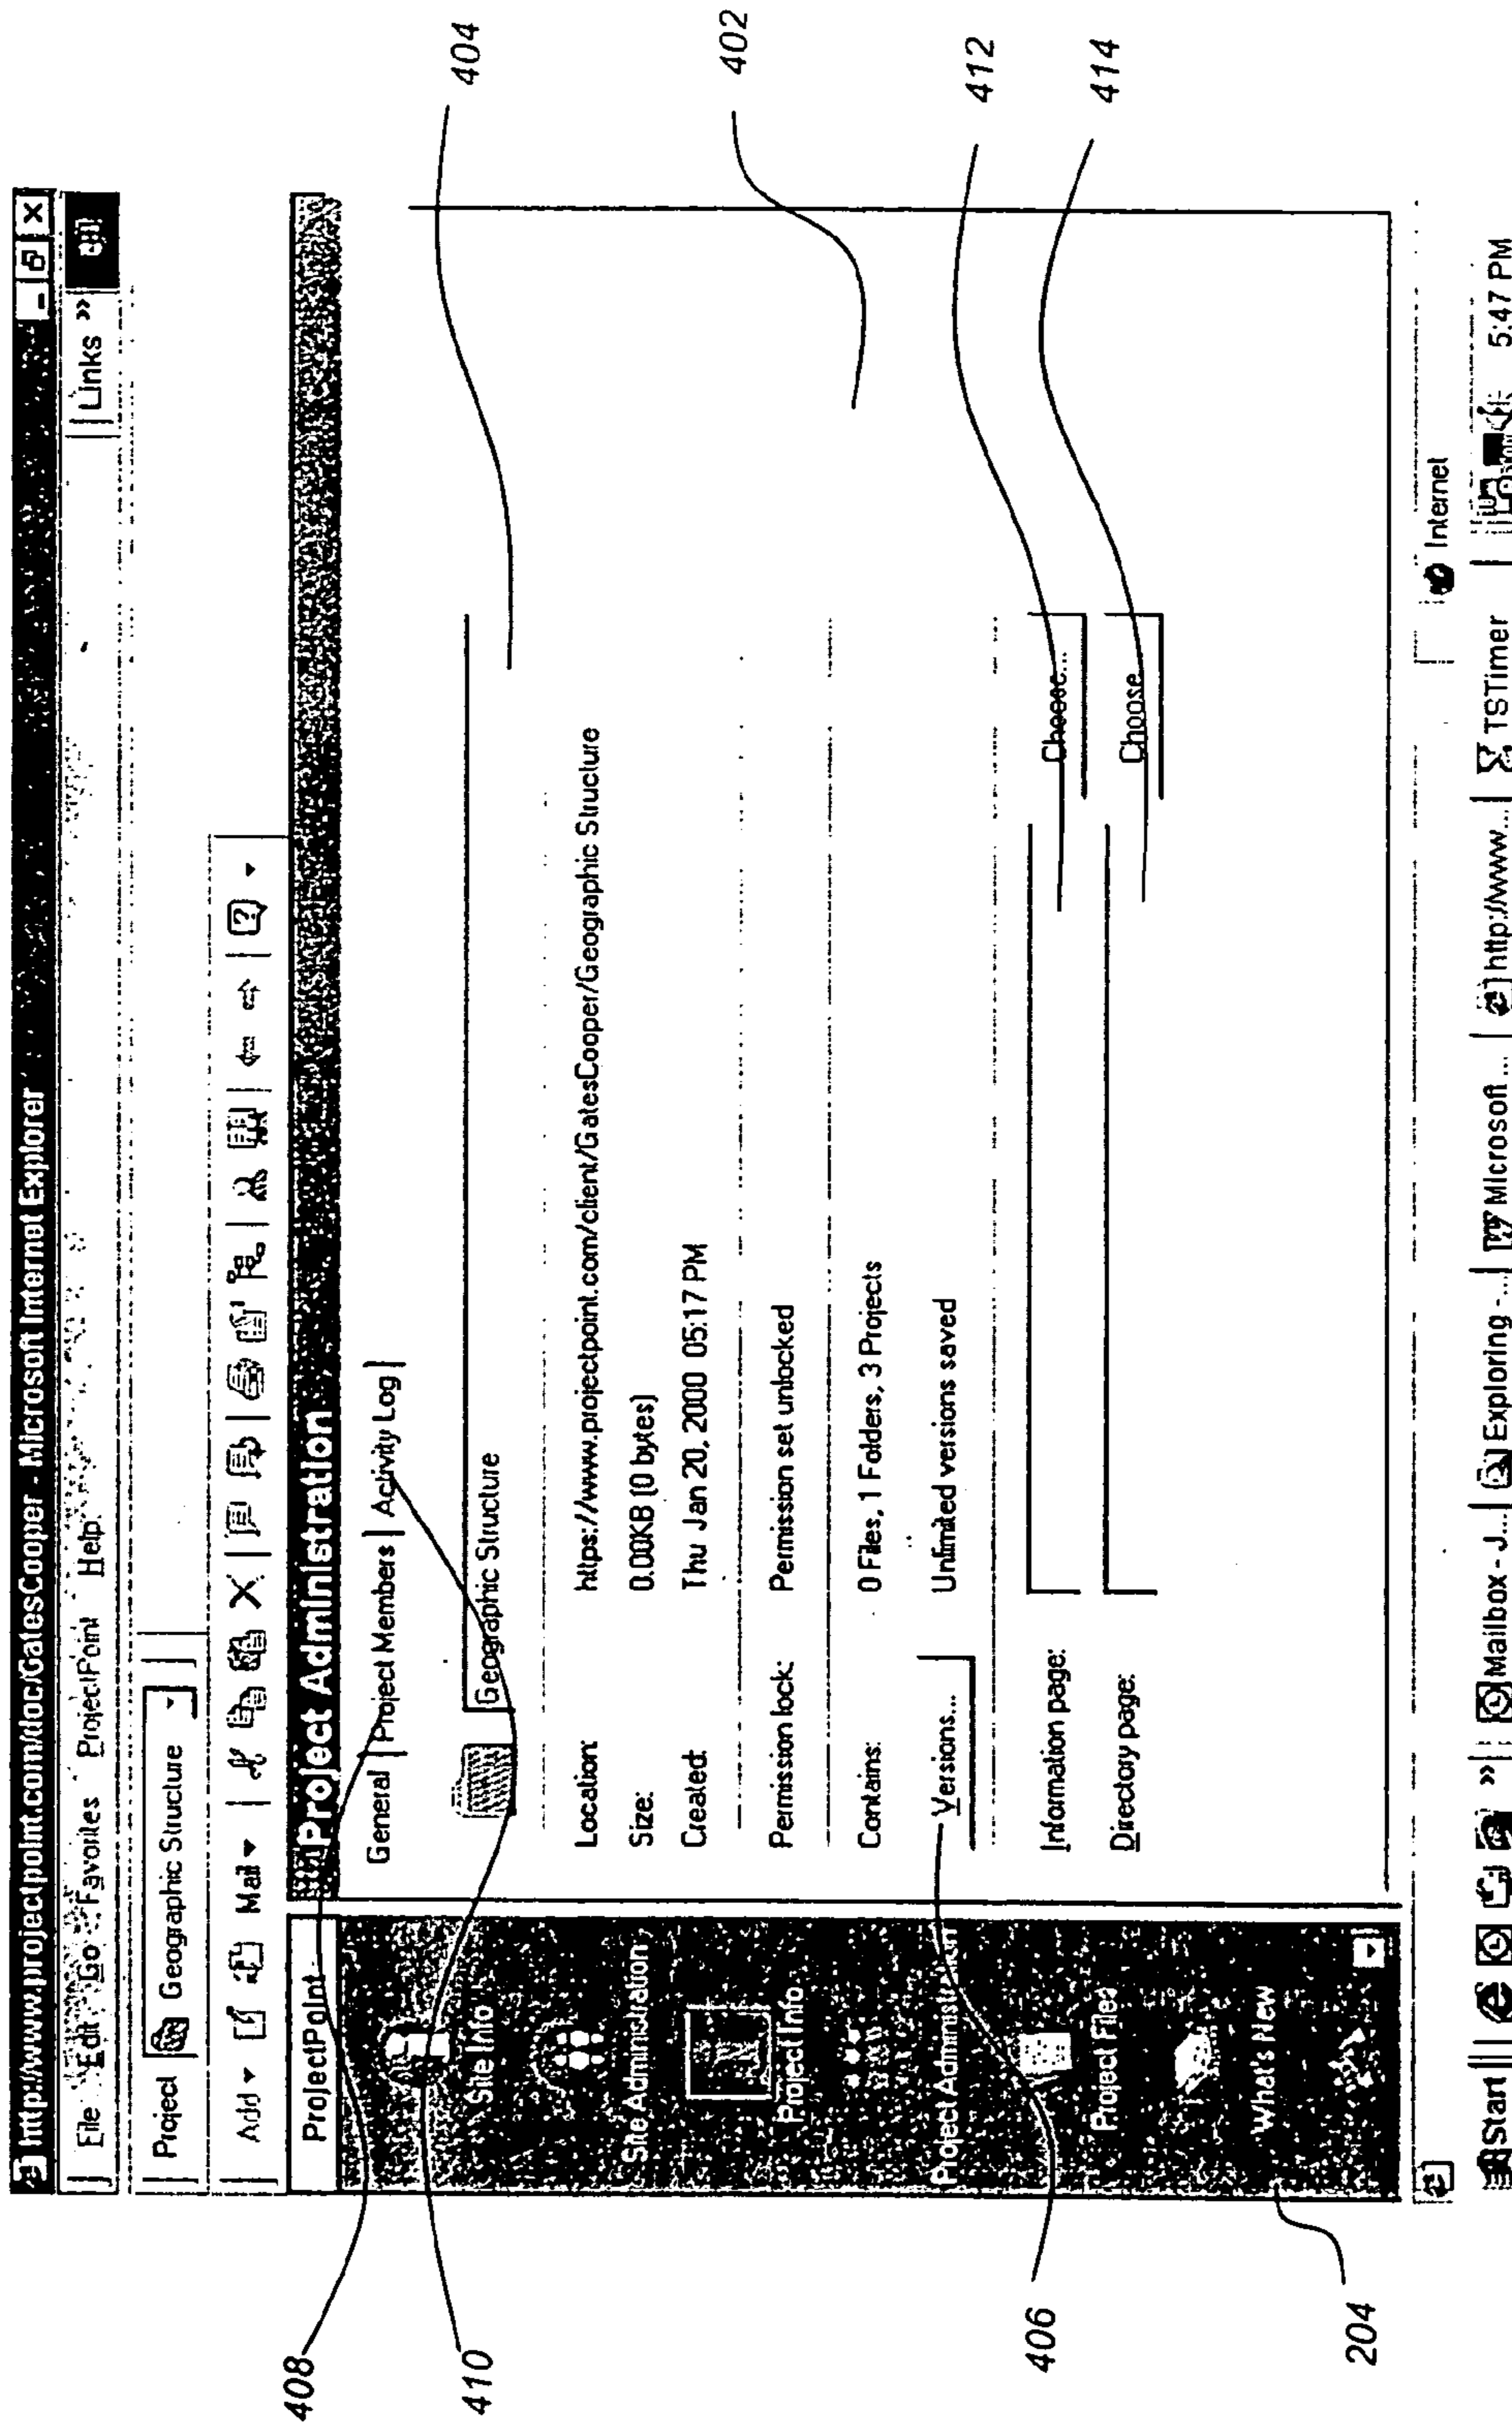 http://www.projectpoint.com/doc/GatesCooper - Microsoft Internet Explorer
File Edit Go Favorites ProjectPoint Help
Links »
Project Geographic Structure
Add Mail
ProjectPoint
Project Administration
General Project Members Activity Log
404
408
410
Site Info
Site Administration
Project Info
Project Administration
Project Files
What's New
Geographic Structure
Location: https://www.projectpoint.com/client/GatesCooper/Geographic Structure
Size: 0.00KB (0 bytes)
Created: Thu Jan 20, 2000 05:17 PM
402
Permission lock: Permission set unlocked
Contains: 0 Files, 1 Folders, 3 Projects
Versions... Unlimited versions saved
412
406
Information page: Choose...
414
Directory page: Choose
204
Internet
Start » Mailbox - J... Exploring -... Microsoft ... http://www... TSTimer 5:47 PM